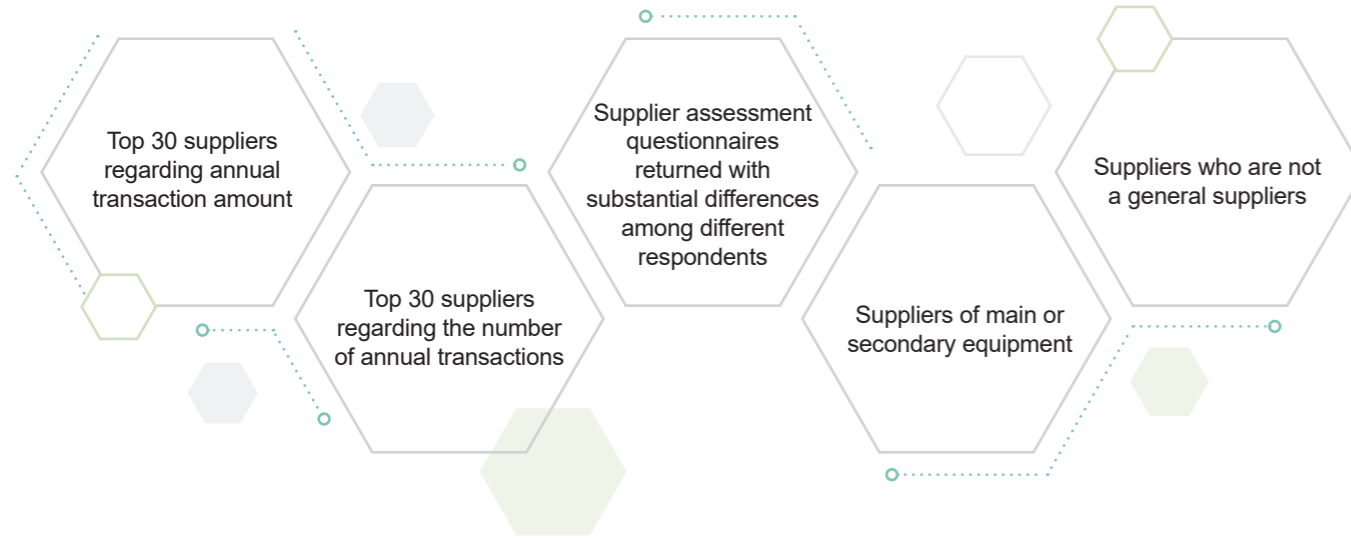 Top 30 suppliers
regarding annual
transaction amount
Top 30 suppliers
regarding the number
of annual transactions
Supplier assessment
questionnaires
returned with
substantial differences
among different
respondents
Suppliers of main or
secondary equipment
Suppliers who are not
a general suppliers